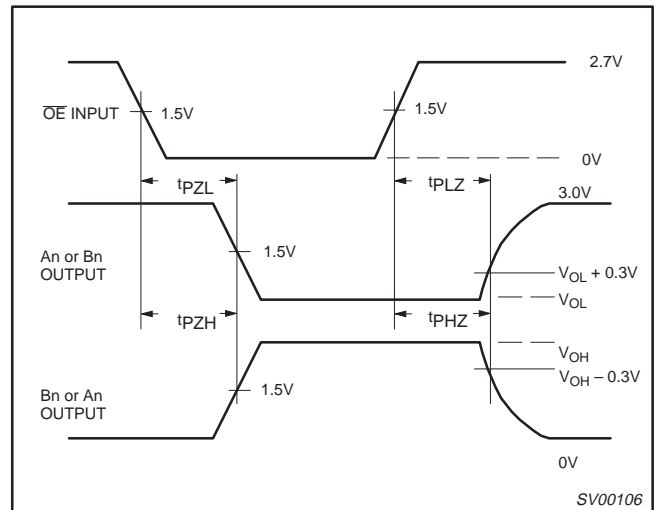 2.7V
OE INPUT
1.5V
1.5V
0V
tPZL
tPLZ
3.0V
An or Bn
OUTPUT
1.5V
VOL + 0.3V
VOL
tPZH
tPHZ
VOH
VOH – 0.3V
Bn or An
OUTPUT
1.5V
0V
SV00106